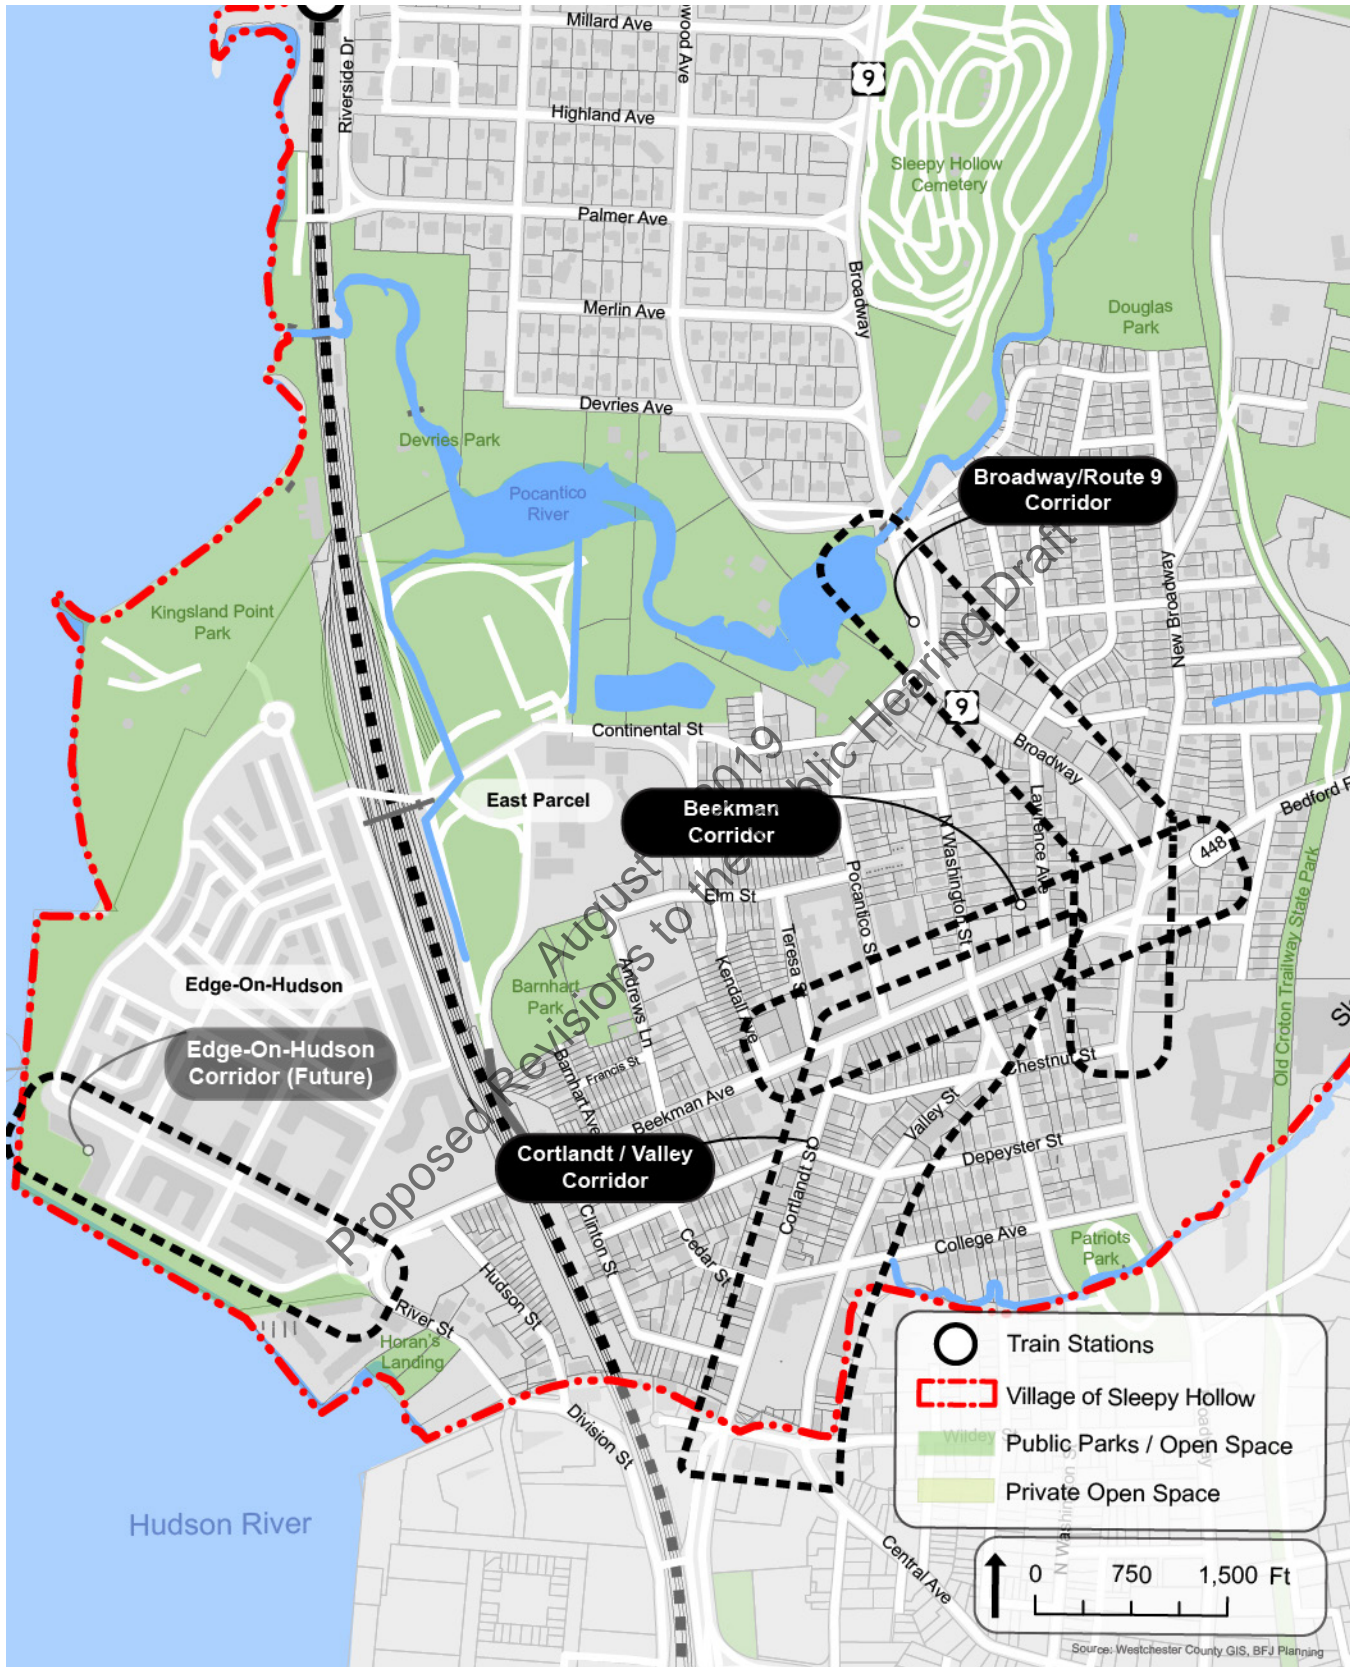 Millard Ave
wood Ave
Riverside Dr
9
Highland Ave
Sleepy Hollow
Cemetery
Palmer Ave
Broadway
Merlin Ave
Douglas
Park
Devries Ave
Devries Park
Pocantico
River
Broadway/Route 9
Corridor
New Broadway
Kingsland Point
Park
9
Continental St
Broadway
East Parcel
Beekman
Corridor
Bedford R
448
Lawrence Ave
N Washington St
Pocantico St
Elm St
Teresa St
Kendall Ave
Andrews Ln
Barnhart
Park
Edge-On-Hudson
Edge-On-Hudson
Corridor (Future)
Old Croton Trailway State Park
Francis St
Barnhart Ave
Beekman Ave
Chestnut St
Valley St
Depeyster St
Cortlandt / Valley
Corridor
Cortlandt St
Clinton St
Cedar St
College Ave
Patriots
Park
Hudson St
River St
Horan's
Landing
Division St
Hudson River
Central Ave
Wildey St
N Washington St
Train Stations
Village of Sleepy Hollow
Public Parks / Open Space
Private Open Space
0 750 1,500 Ft
Source: Westchester County GIS, BFJ Planning
Proposed Revisions to the Public Hearing Draft